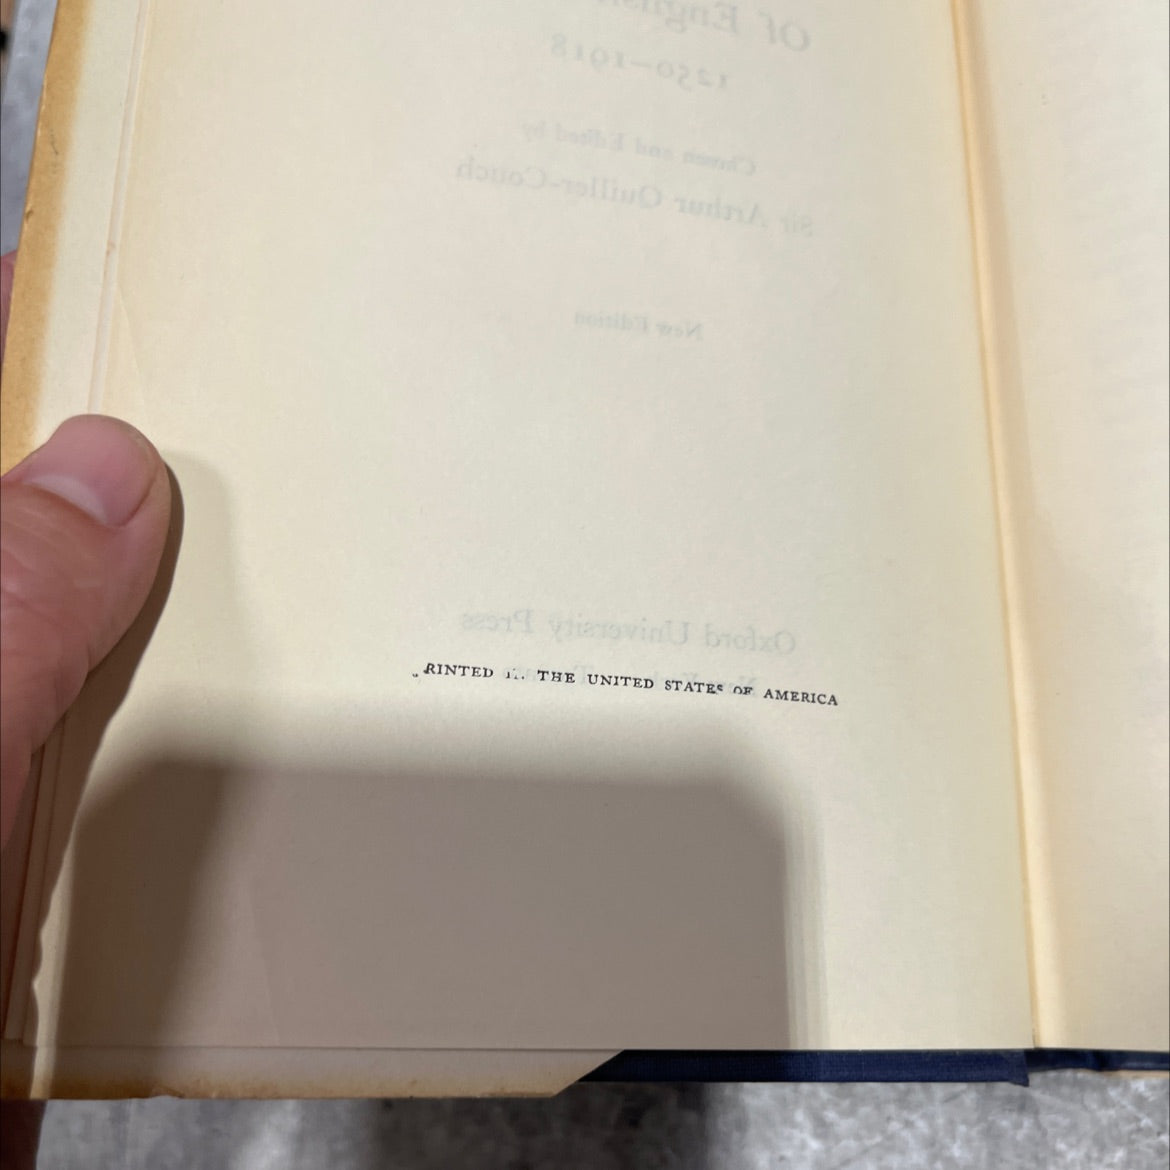 Of English
1250–1918
Chosen and Edited by
Sir Arthur Quiller-Couch
New Edition
Oxford University Press
RINTED THE UNITED STATES OF AMERICA